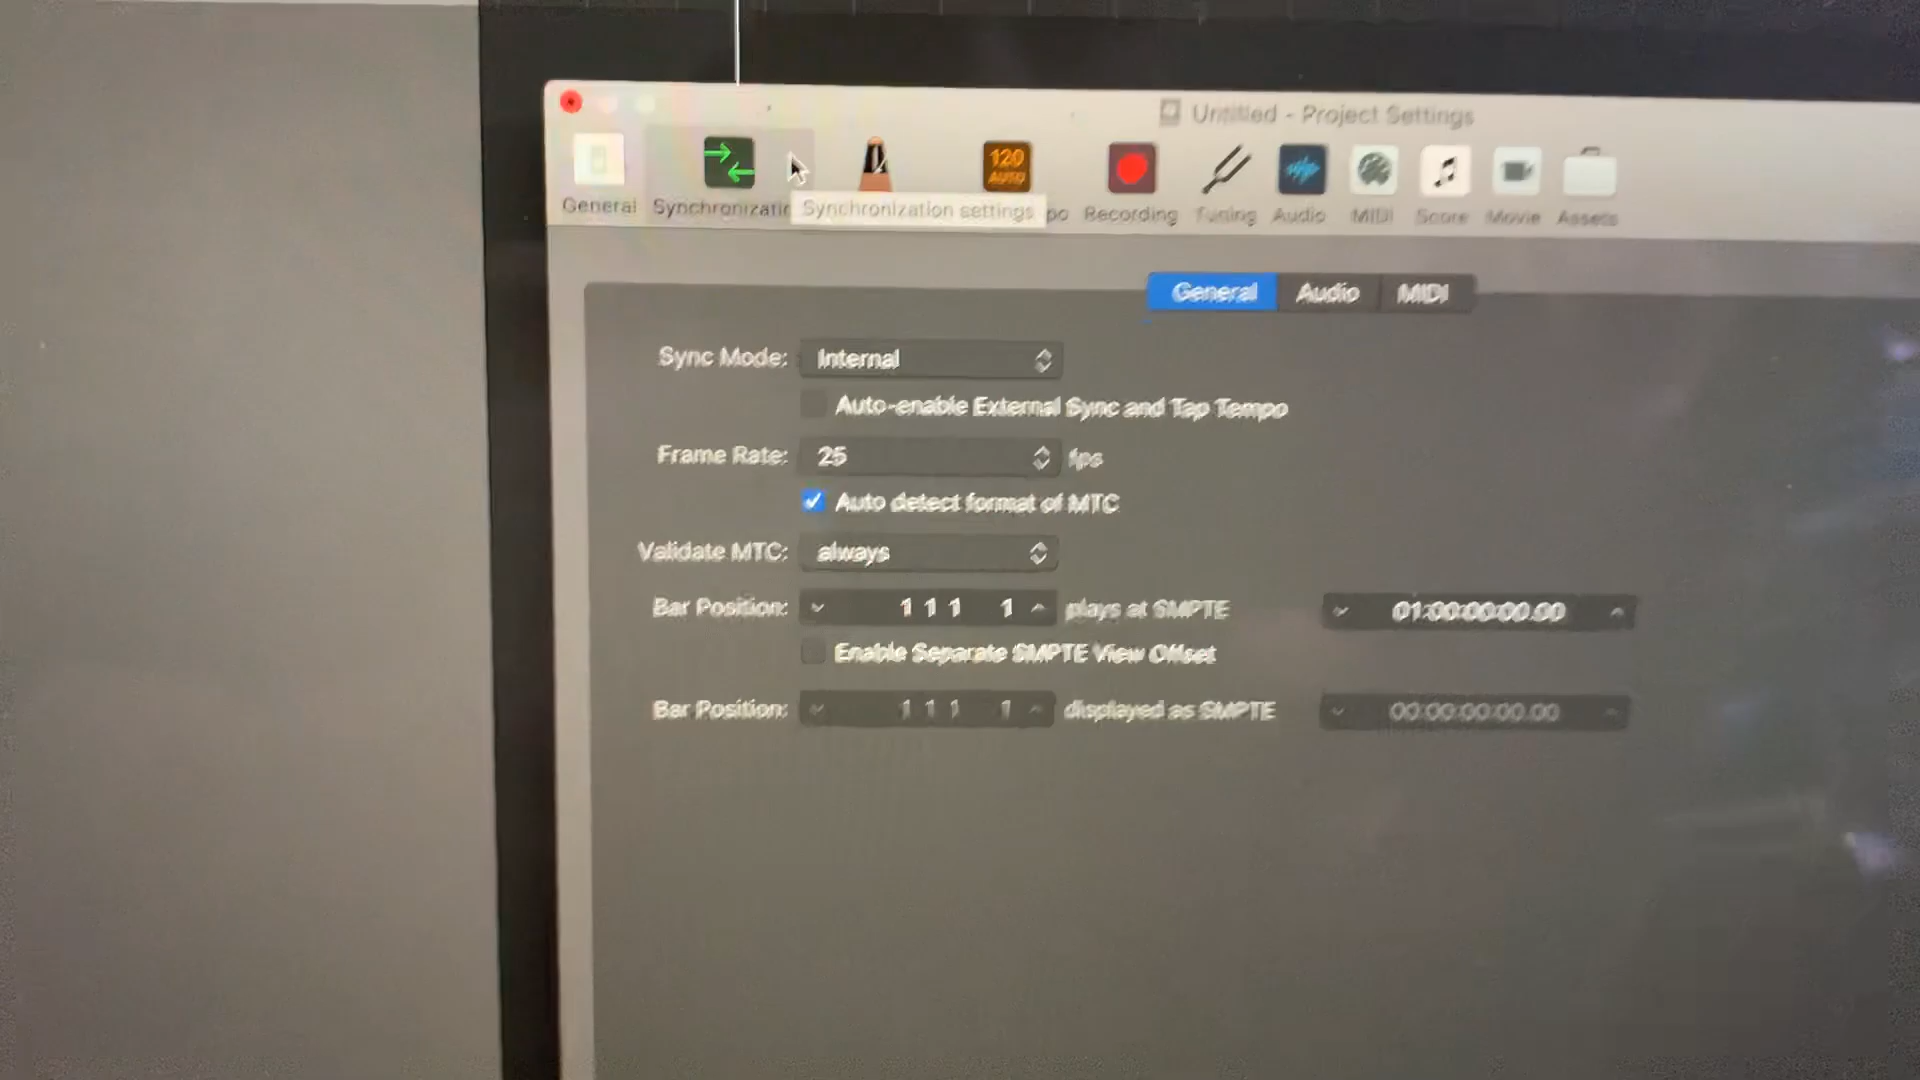 Untitled - Project Settings
120
AUTO
General
Synchronizatio
Synchronization settings
po
Recording
Tuning
Audio
MIDI
Score
Movie
Assets
General
Audio
MIDI
Sync Mode: Internal
Auto-enable External Sync and Tap Tempo
Frame Rate: 25 fps
Auto detect format of MTC
Validate MTC: always
Bar Position: 1 1 1 1 plays at SMPTE 01:00:00:00.00
Enable Separate SMPTE View Offset
Bar Position: 1 1 1 1 displayed as SMPTE 00:00:00:00.00